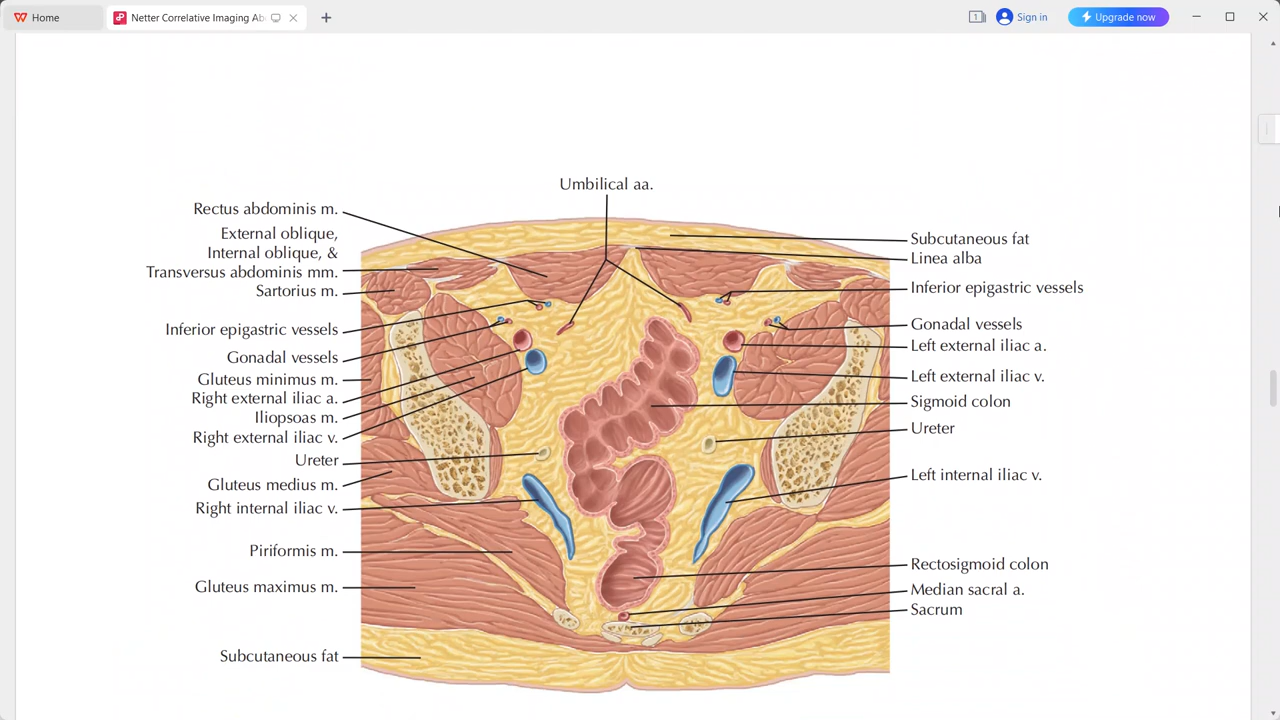 Home
Netter Correlative Imaging Ab
1
Sign in
Upgrade now
Umbilical aa.
Rectus abdominis m.
External oblique,
Internal oblique, &
Transversus abdominis mm.
Sartorius m.
Inferior epigastric vessels
Gonadal vessels
Gluteus minimus m.
Right external iliac a.
Iliopsoas m.
Right external iliac v.
Ureter
Gluteus medius m.
Right internal iliac v.
Piriformis m.
Gluteus maximus m.
Subcutaneous fat
Subcutaneous fat
Linea alba
Inferior epigastric vessels
Gonadal vessels
Left external iliac a.
Left external iliac v.
Sigmoid colon
Ureter
Left internal iliac v.
Rectosigmoid colon
Median sacral a.
Sacrum